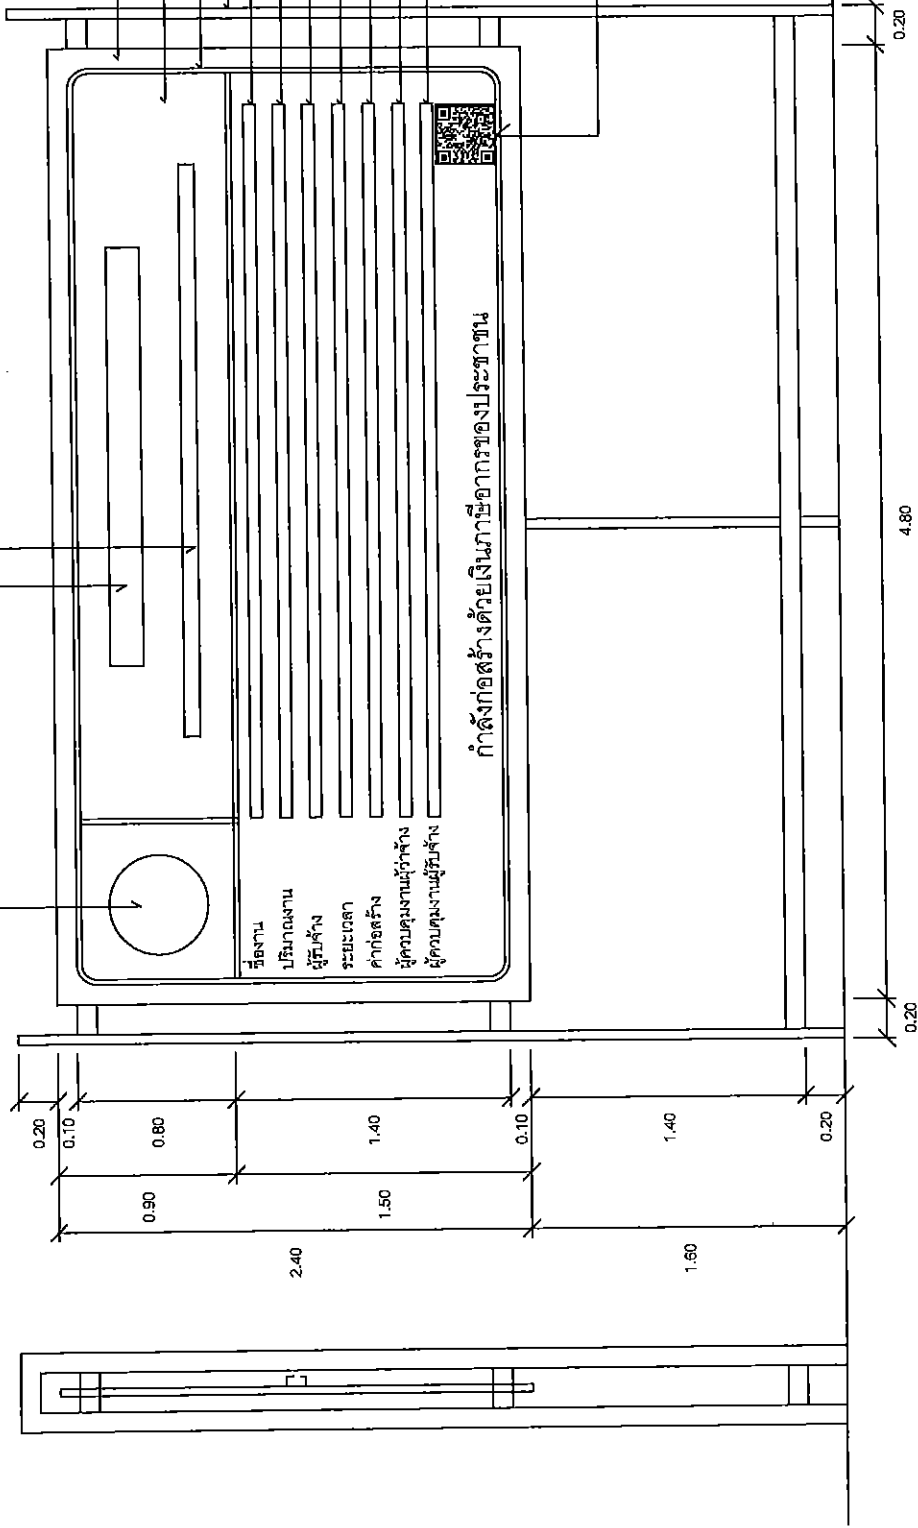 ชื่องาน
ปริมาณงาน
ผู้รับจ้าง
ระยะเวลา
ค่าก่อสร้าง
ผู้ควบคุมงานผู้ว่าจ้าง
ผู้ควบคุมงานผู้รับจ้าง
กำลังก่อสร้างด้วยเงินภาษีอากรของประชาชน
0.20
0.10
0.80
1.40
0.10
1.40
0.20
0.90
1.50
2.40
1.60
0.20
4.80
0.20